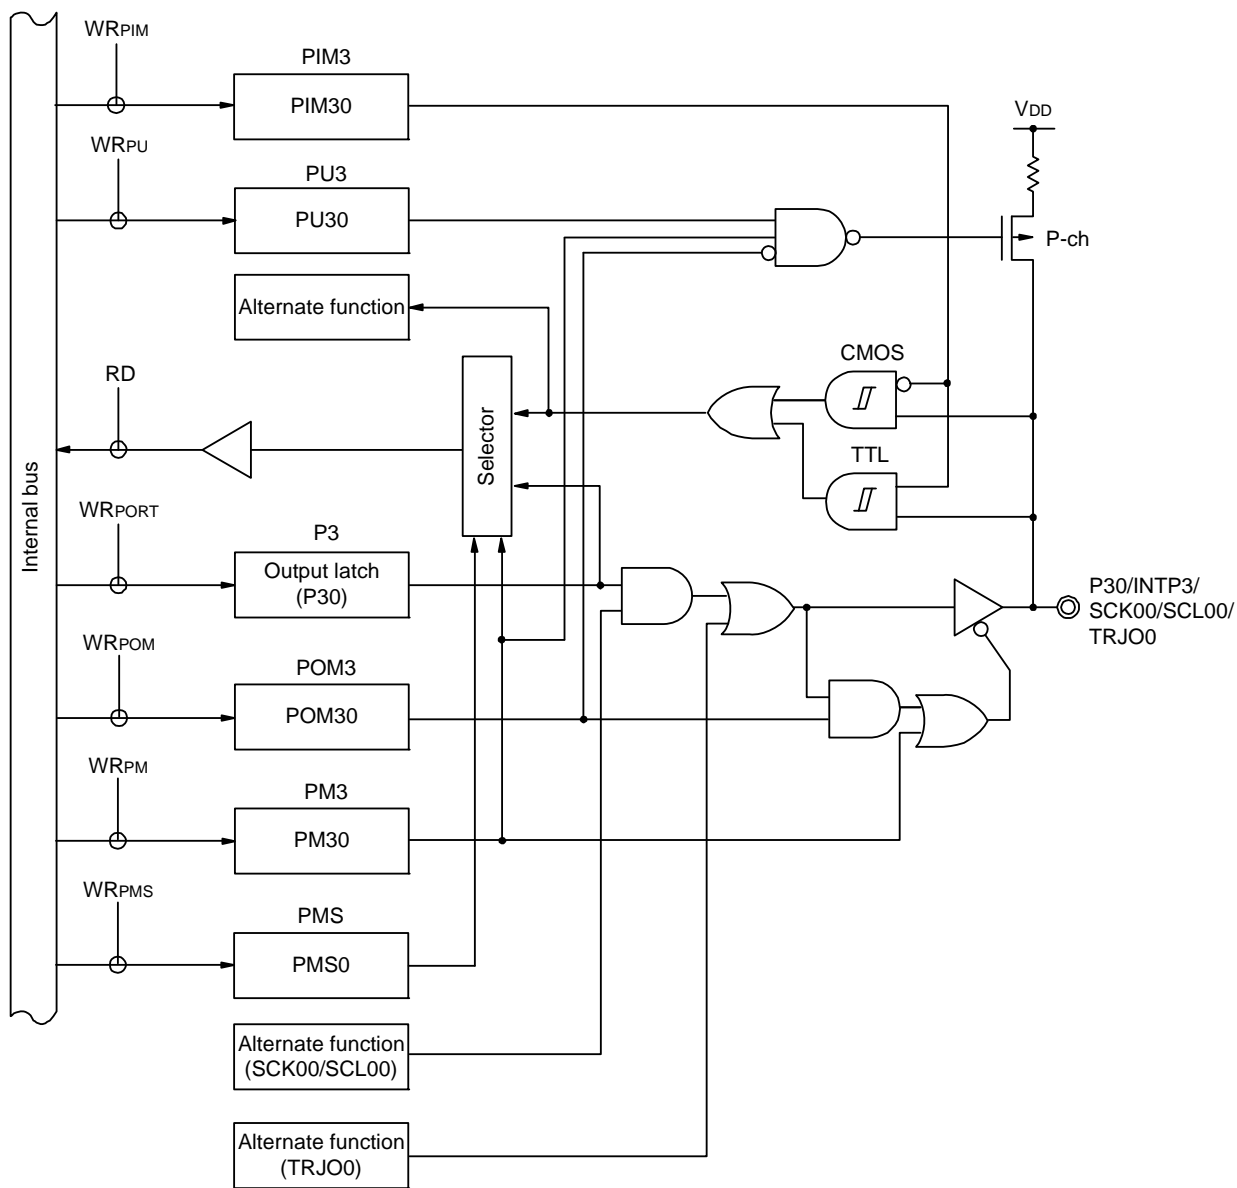 WRPIM
PIM3
PIM30
VDD
WRPU
PU3
PU30
P-ch
Alternate function
CMOS
RD
Selector
TTL
Internal bus
WRPORT
P3
Output latch
(P30)
P30/INTP3/
SCK00/SCL00/
TRJO0
WRPOM
POM3
POM30
WRPM
PM3
PM30
WRPMS
PMS
PMS0
Alternate function
(SCK00/SCL00)
Alternate function
(TRJO0)